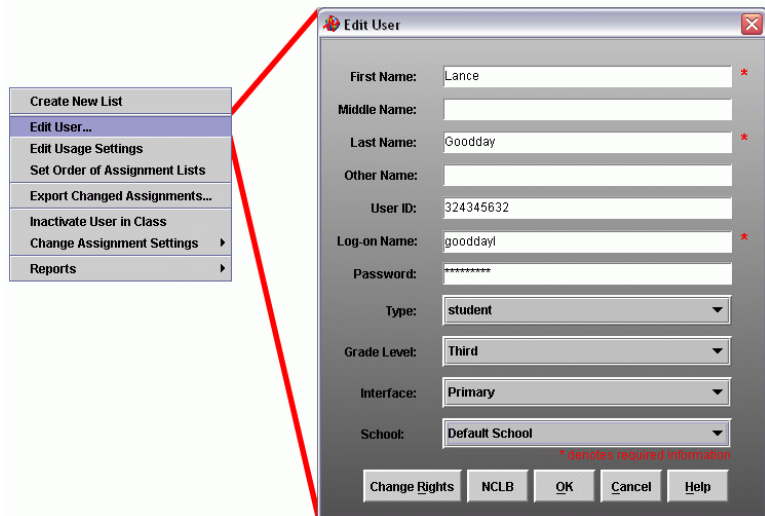 Create New List
Edit User...
Edit Usage Settings
Set Order of Assignment Lists
Export Changed Assignments...
Inactivate User in Class
Change Assignment Settings
Reports
Edit User
First Name: Lance *
Middle Name:
Last Name: Goodday *
Other Name:
User ID: 324345632
Log-on Name: gooddayl *
Password: *********
Type: student
Grade Level: Third
Interface: Primary
School: Default School
* denotes required information
Change Rights NCLB OK Cancel Help